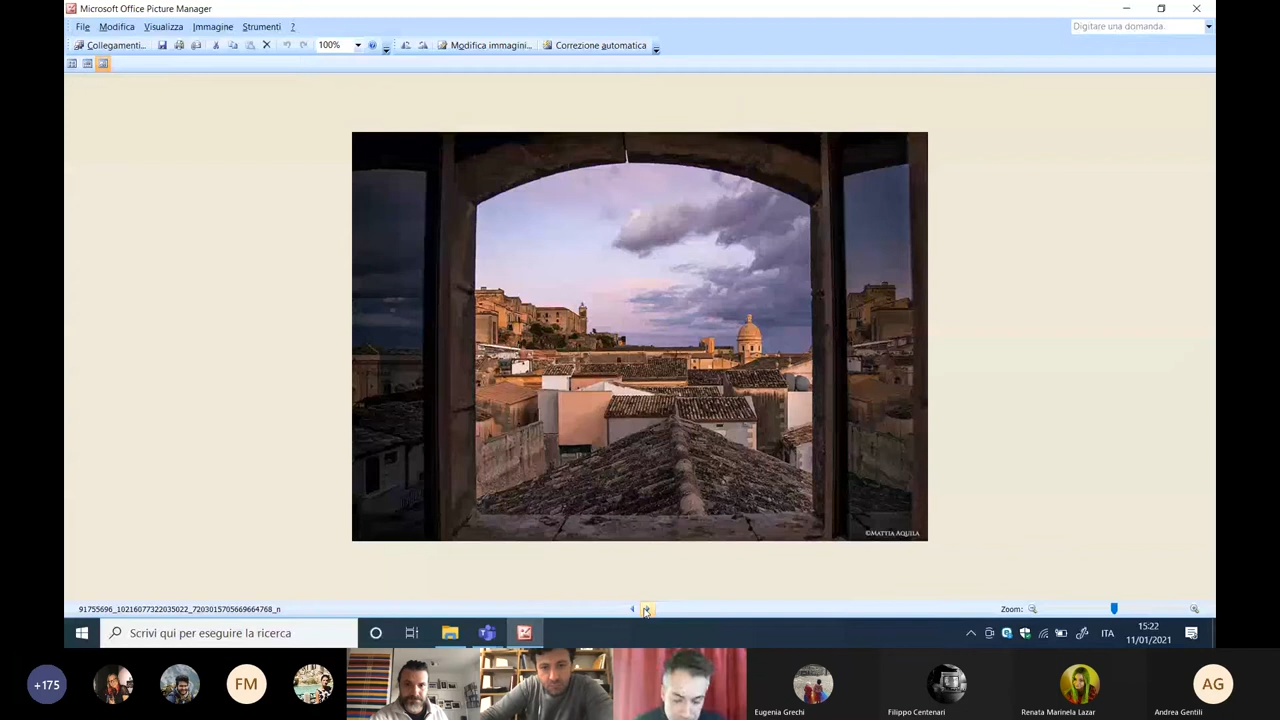 Microsoft Office Picture Manager
File Modifica Visualizza Immagine Strumenti ?
Digitare una domanda.
Collegamenti... 100% Modifica immagini... Correzione automatica
©MATYIA AQUILA
91755696_10216077322035022_7203015705669664768_n
Zoom:
Scrivi qui per eseguire la ricerca
ITA
15:22
11/01/2021
+175
FM
AG
Eugenia Grechi
Filippo Centenari
Renata Marinela Lazar
Andrea Gentili